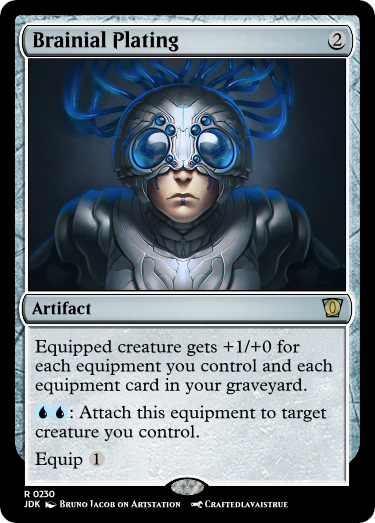 Brainial Plating 2
Artifact
Equipped creature gets +1/+0 for
each equipment you control and each
equipment card in your graveyard.
: Attach this equipment to target
creature you control.
Equip 1
R 0230
JDK Bruno Jacob on Artstation Craftedlavaistrue